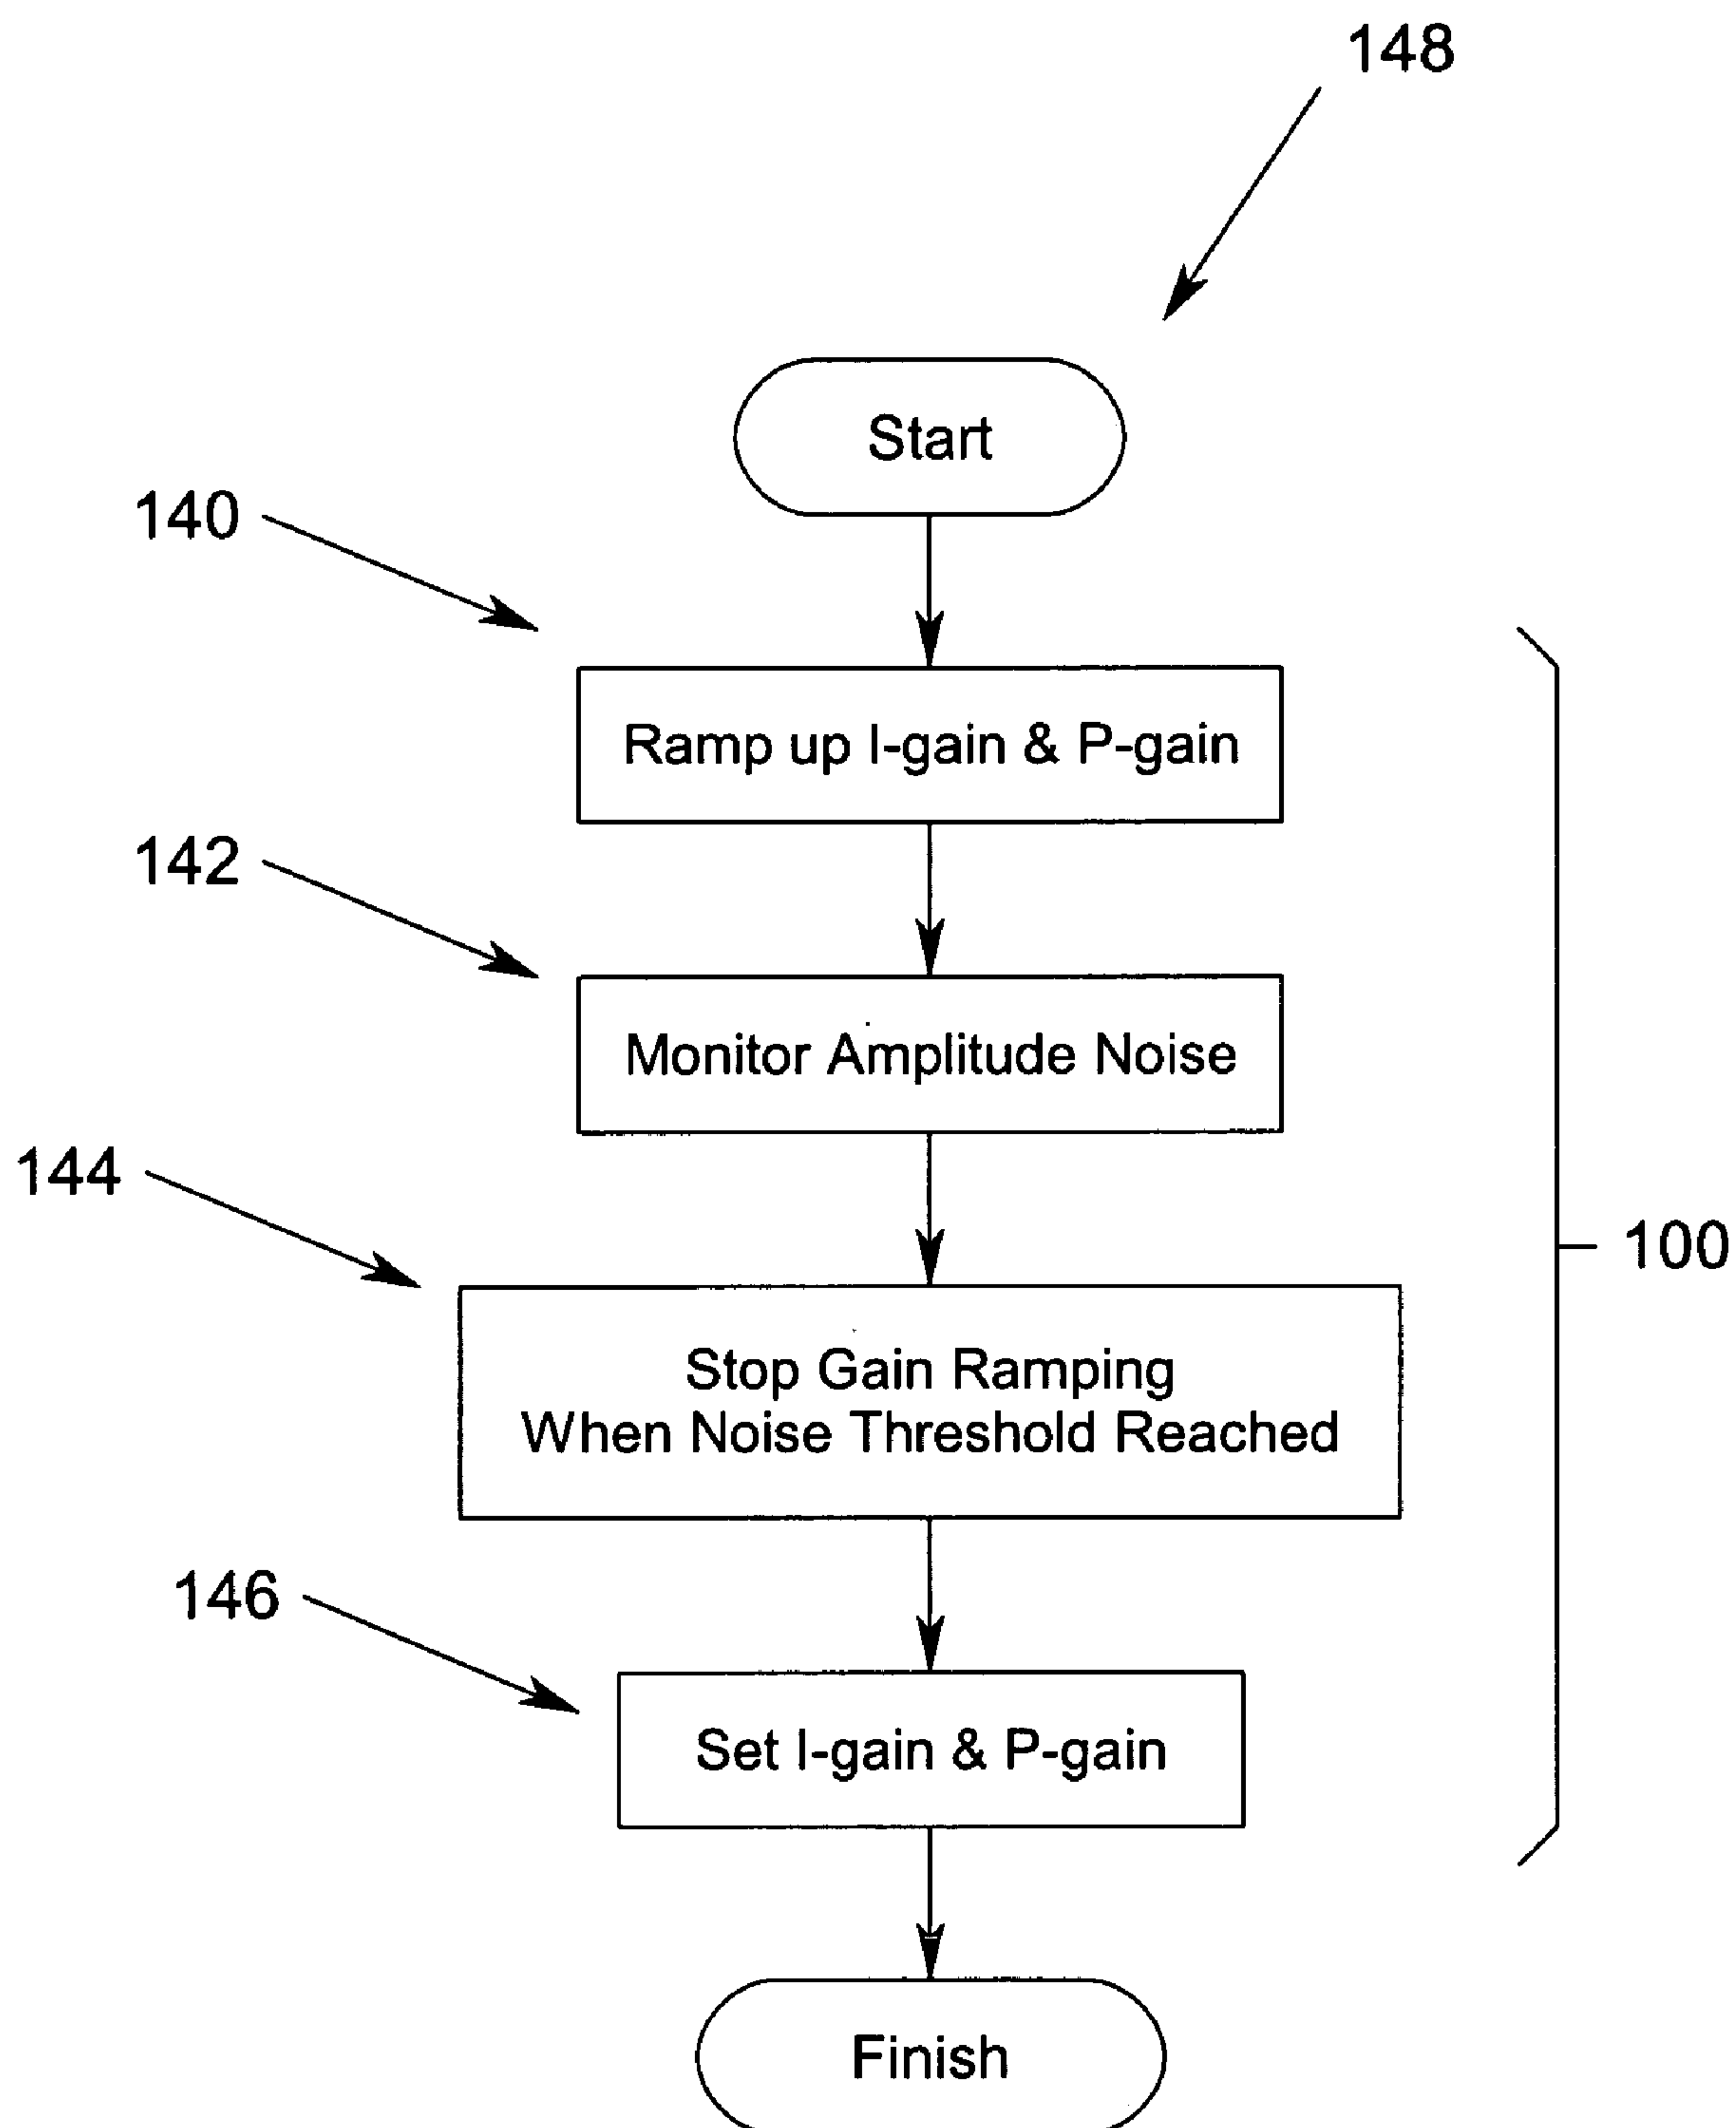 148
Start
140
Ramp up I-gain & P-gain
142
Monitor Amplitude Noise
144
Stop Gain Ramping
When Noise Threshold Reached
100
146
Set I-gain & P-gain
Finish